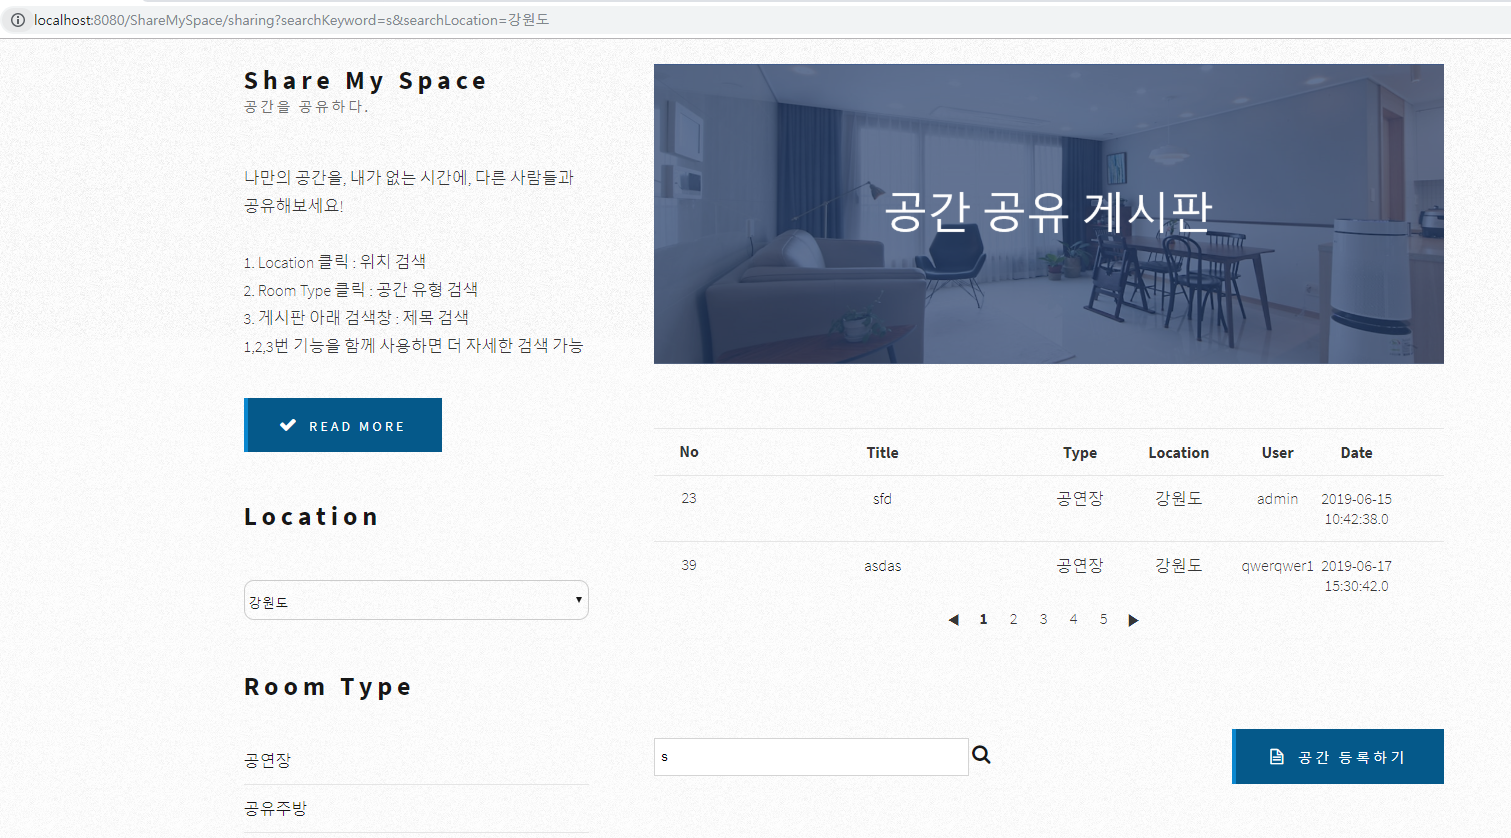 localhost:8080/ShareMySpace/sharing?searchKeyword=s&searchLocation=강원도
Share My Space
공간을 공유하다.
나만의 공간을, 내가 없는 시간에, 다른 사람들과
공유해보세요!
1. Location 클릭 : 위치 검색
2. Room Type 클릭 : 공간 유형 검색
3. 게시판 아래 검색창 : 제목 검색
1,2,3번 기능을 함께 사용하면 더 자세한 검색 가능
READ MORE
Location
강원도
Room Type
공연장
공유주방
공간 공유 게시판
No Title Type Location User Date
23 sfd 공연장 강원도 admin 2019-06-15
10:42:38.0
39 asdas 공연장 강원도 qwerqwer1 2019-06-17
15:30:42.0
◀ 1 2 3 4 5 ▶
s
공간 등록하기